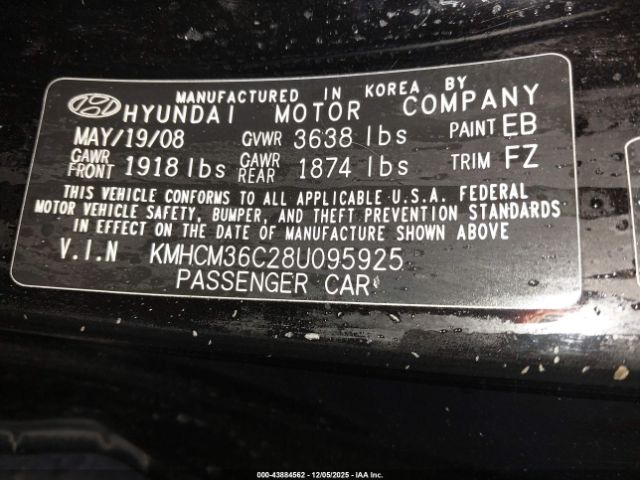 MANUFACTURED IN KOREA BY
HYUNDAI MOTOR COMPANY
MAY/19/08 GVWR 3638 lbs PAINT EB
GAWR FRONT 1918 lbs GAWR REAR 1874 lbs TRIM FZ
THIS VEHICLE CONFORMS TO ALL APPLICABLE U.S.A. FEDERAL
MOTOR VEHICLE SAFETY, BUMPER, AND THEFT PREVENTION STANDARDS
IN EFFECT ON THE DATE OF MANUFACTURE SHOWN ABOVE
V.I.N KMHCM36C28U095925
PASSENGER CAR
000-43884562 - 12/05/2025 - IAA Inc.